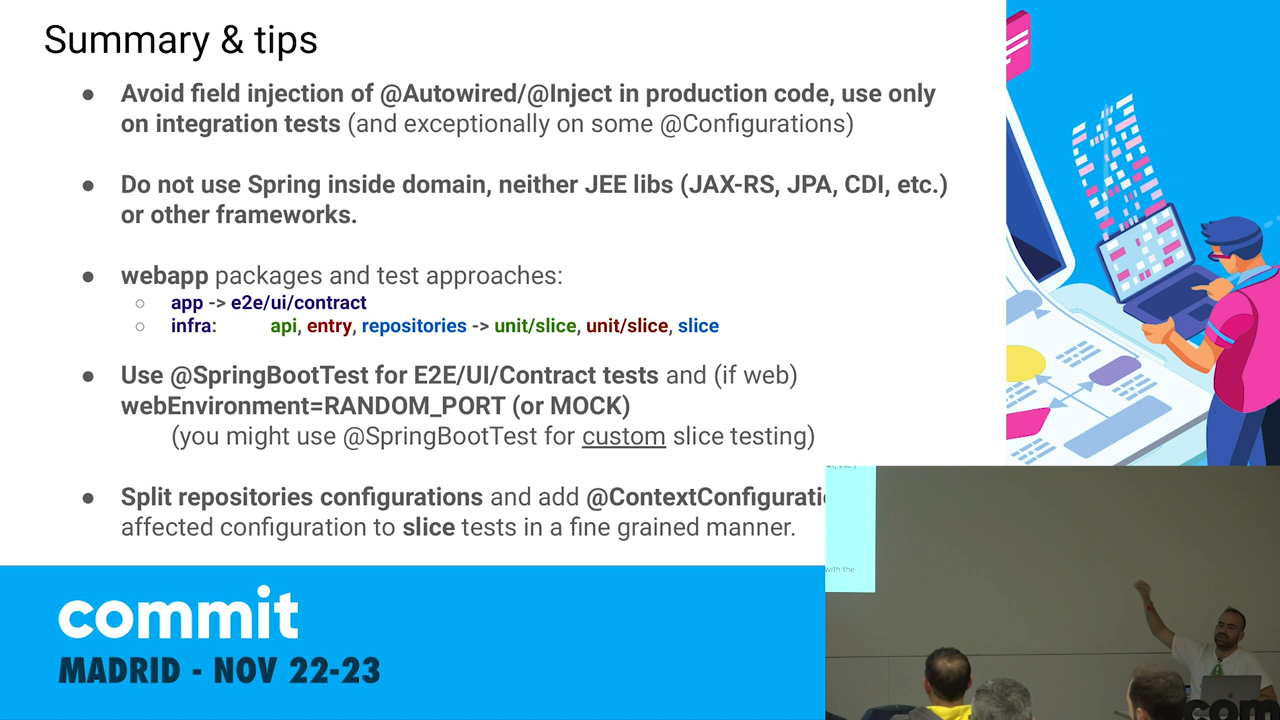 Summary & tips
● Avoid field injection of @Autowired/@Inject in production code, use only
on integration tests (and exceptionally on some @Configurations)
● Do not use Spring inside domain, neither JEE libs (JAX-RS, JPA, CDI, etc.)
or other frameworks.
● webapp packages and test approaches:
○ app -> e2e/ui/contract
○ infra: api, entry, repositories -> unit/slice, unit/slice, slice
● Use @SpringBootTest for E2E/UI/Contract tests and (if web)
webEnvironment=RANDOM_PORT (or MOCK)
(you might use @SpringBootTest for custom slice testing)
● Split repositories configurations and add @ContextConfiguratio
affected configuration to slice tests in a fine grained manner.
with the
commit
MADRID - NOV 22-23
com